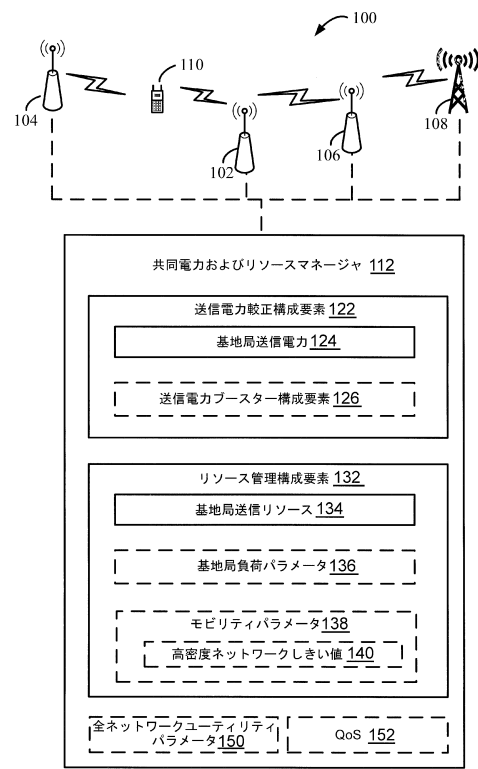 100
110
104
102
106
108
共同電力およびリソースマネージャ 112
送信電力較正構成要素 122
基地局送信電力 124
送信電力ブースター構成要素 126
リソース管理構成要素 132
基地局送信リソース 134
基地局負荷パラメータ 136
モビリティパラメータ 138
高密度ネットワークしきい値 140
全ネットワークユーティリティ
パラメータ 150
QoS 152